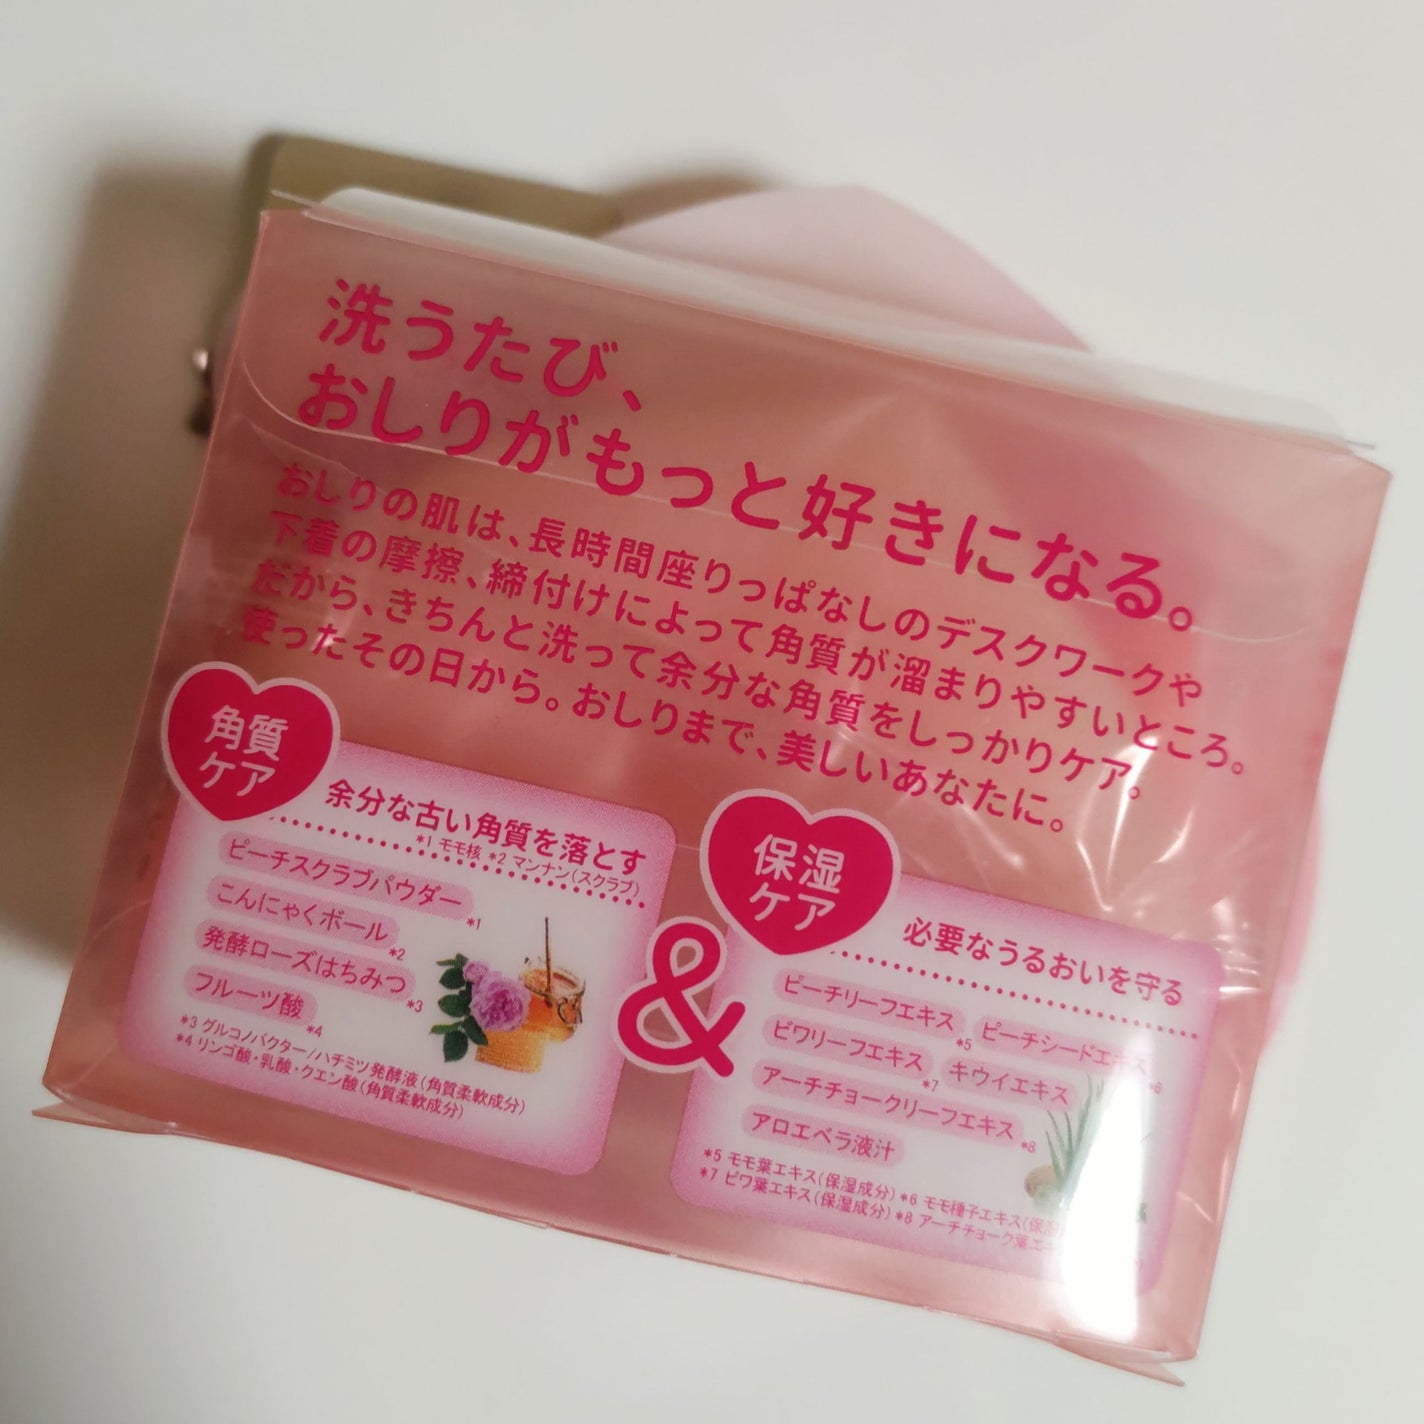 洗うたび、
おしりがもっと好きになる。
おしりの肌は、長時間座りっぱなしのデスクワークや
下着の摩擦、締付けによって角質が溜まりやすいところ。
だから、きちんと洗って余分な角質をしっかりケア。
使ったその日から。おしりまで、美しいあなたに。
角質
ケア
余分な古い角質を落とす
*1 モモ核 *2 マンナン(スクラブ)
ピーチスクラブパウダー*1
こんにゃくボール*2
発酵ローズはちみつ*3
フルーツ酸*4
*3 グルコノバクター/ハチミツ発酵液(角質柔軟成分)
*4 リンゴ酸・乳酸・クエン酸(角質柔軟成分)
&
保湿
ケア
必要なうるおいを守る
ピーチリーフエキス*5 ピーチシードエキス*6
ビワリーフエキス*7 キウイエキス
アーチチョークリーフエキス*8
アロエベラ液汁
*5 モモ葉エキス(保湿成分) *6 モモ種子エキス(保湿
*7 ビワ葉エキス(保湿成分) *8 アーチチョーク葉エキ